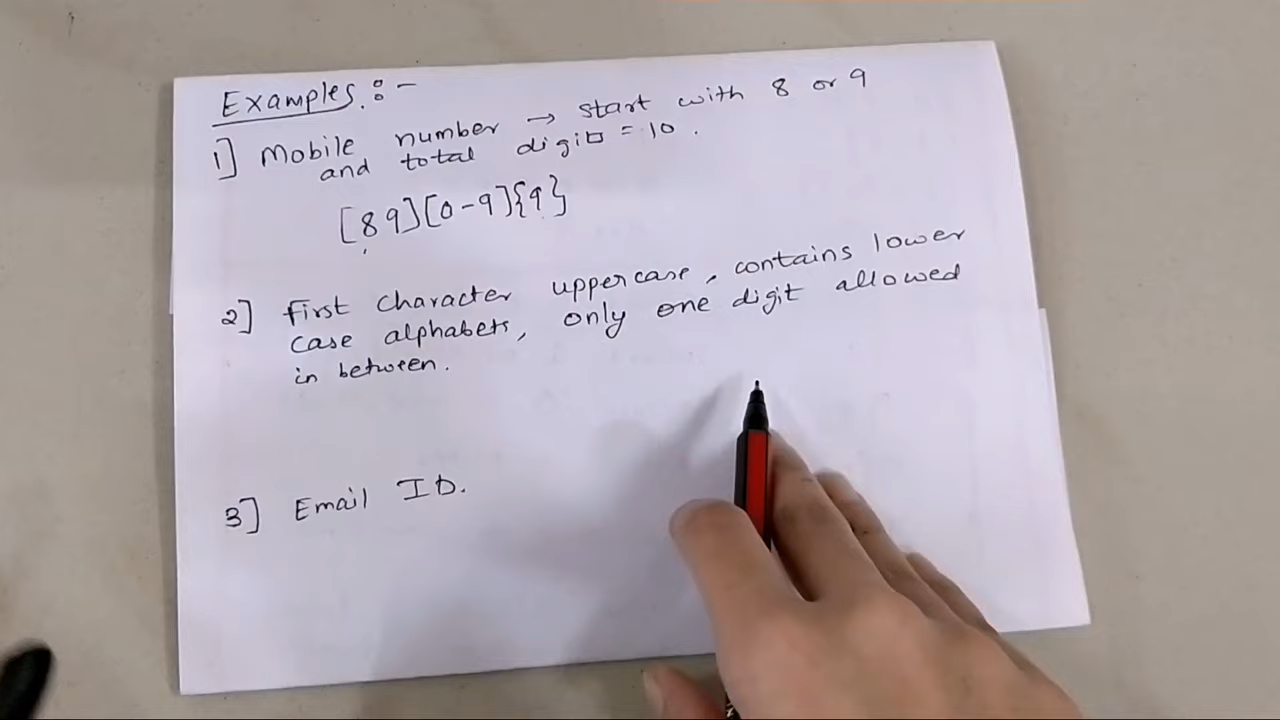 Examples :-
1] Mobile number → start with 8 or 9
and total digits = 10.
[89][0-9]{9}
2] First character uppercase, contains lower
case alphabets, only one digit allowed
in between.
3] Email ID.